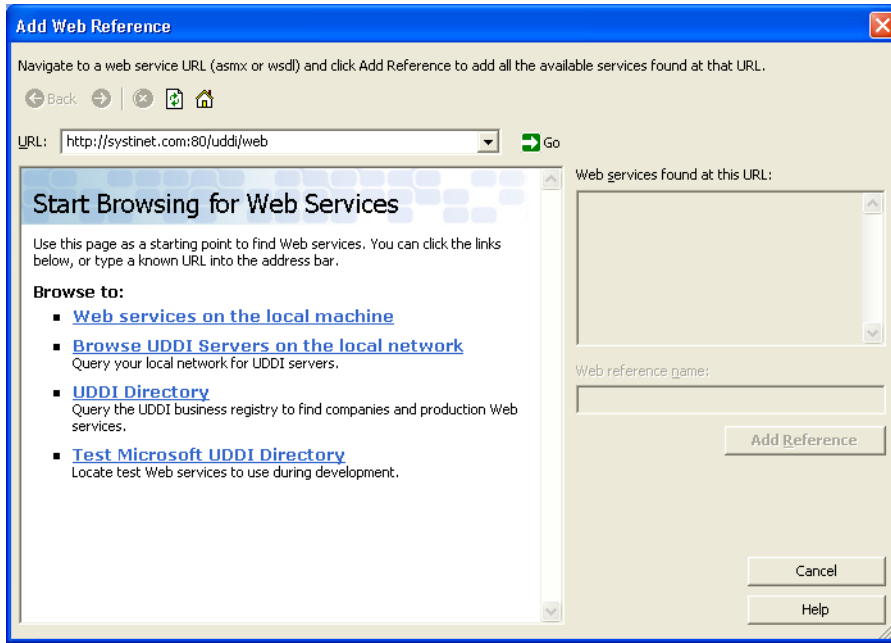 Add Web Reference
Navigate to a web service URL (asmx or wsdl) and click Add Reference to add all the available services found at that URL.
Back
URL: http://systinet.com:80/uddi/web Go
Start Browsing for Web Services
Use this page as a starting point to find Web services. You can click the links
below, or type a known URL into the address bar.
Browse to:
Web services on the local machine
Browse UDDI Servers on the local network
Query your local network for UDDI servers.
UDDI Directory
Query the UDDI business registry to find companies and production Web
services.
Test Microsoft UDDI Directory
Locate test Web services to use during development.
Web services found at this URL:
Web reference name:
Add Reference
Cancel
Help